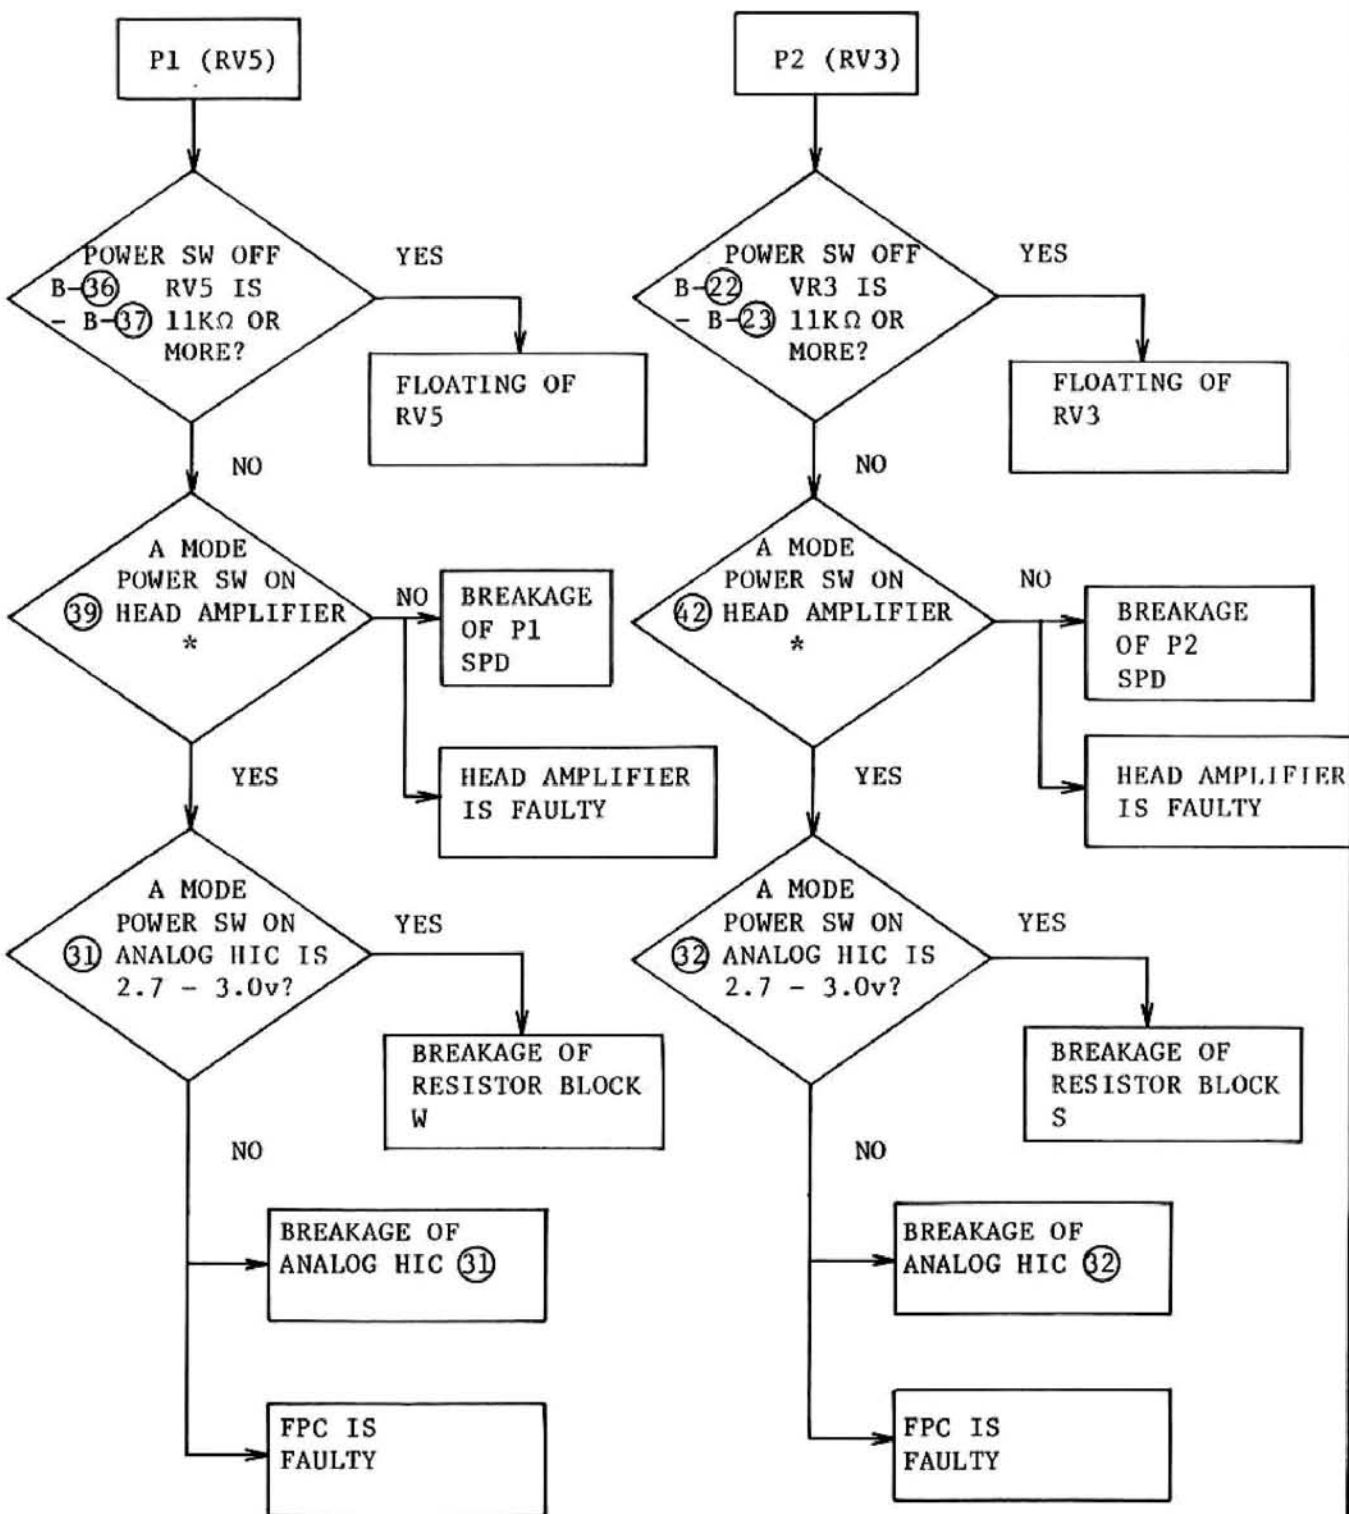 P1 (RV5)
POWER SW OFF
B-㊱ RV5 IS
- B-㊲ 11KΩ OR
MORE?
YES
FLOATING OF
RV5
NO
A MODE
POWER SW ON
㊴ HEAD AMPLIFIER
*
NO
BREAKAGE
OF P1
SPD
HEAD AMPLIFIER
IS FAULTY
YES
A MODE
POWER SW ON
㉛ ANALOG HIC IS
2.7 - 3.0v?
YES
BREAKAGE OF
RESISTOR BLOCK
W
NO
BREAKAGE OF
ANALOG HIC ㉛
FPC IS
FAULTY
P2 (RV3)
POWER SW OFF
B-㉒ VR3 IS
- B-㉓ 11KΩ OR
MORE?
YES
FLOATING OF
RV3
NO
A MODE
POWER SW ON
㊷ HEAD AMPLIFIER
*
NO
BREAKAGE
OF P2
SPD
HEAD AMPLIFIER
IS FAULTY
YES
A MODE
POWER SW ON
㉜ ANALOG HIC IS
2.7 - 3.0v?
YES
BREAKAGE OF
RESISTOR BLOCK
S
NO
BREAKAGE OF
ANALOG HIC ㉜
FPC IS
FAULTY